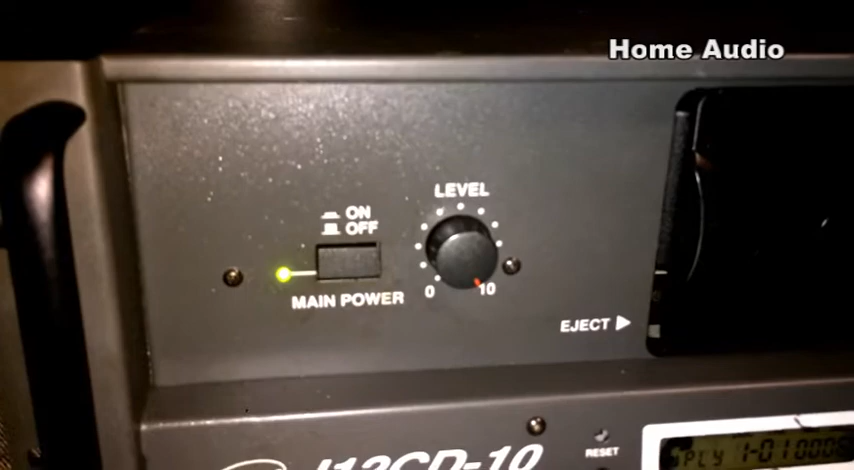 Home Audio
LEVEL
ON
OFF
MAIN POWER
0
10
EJECT
RESET